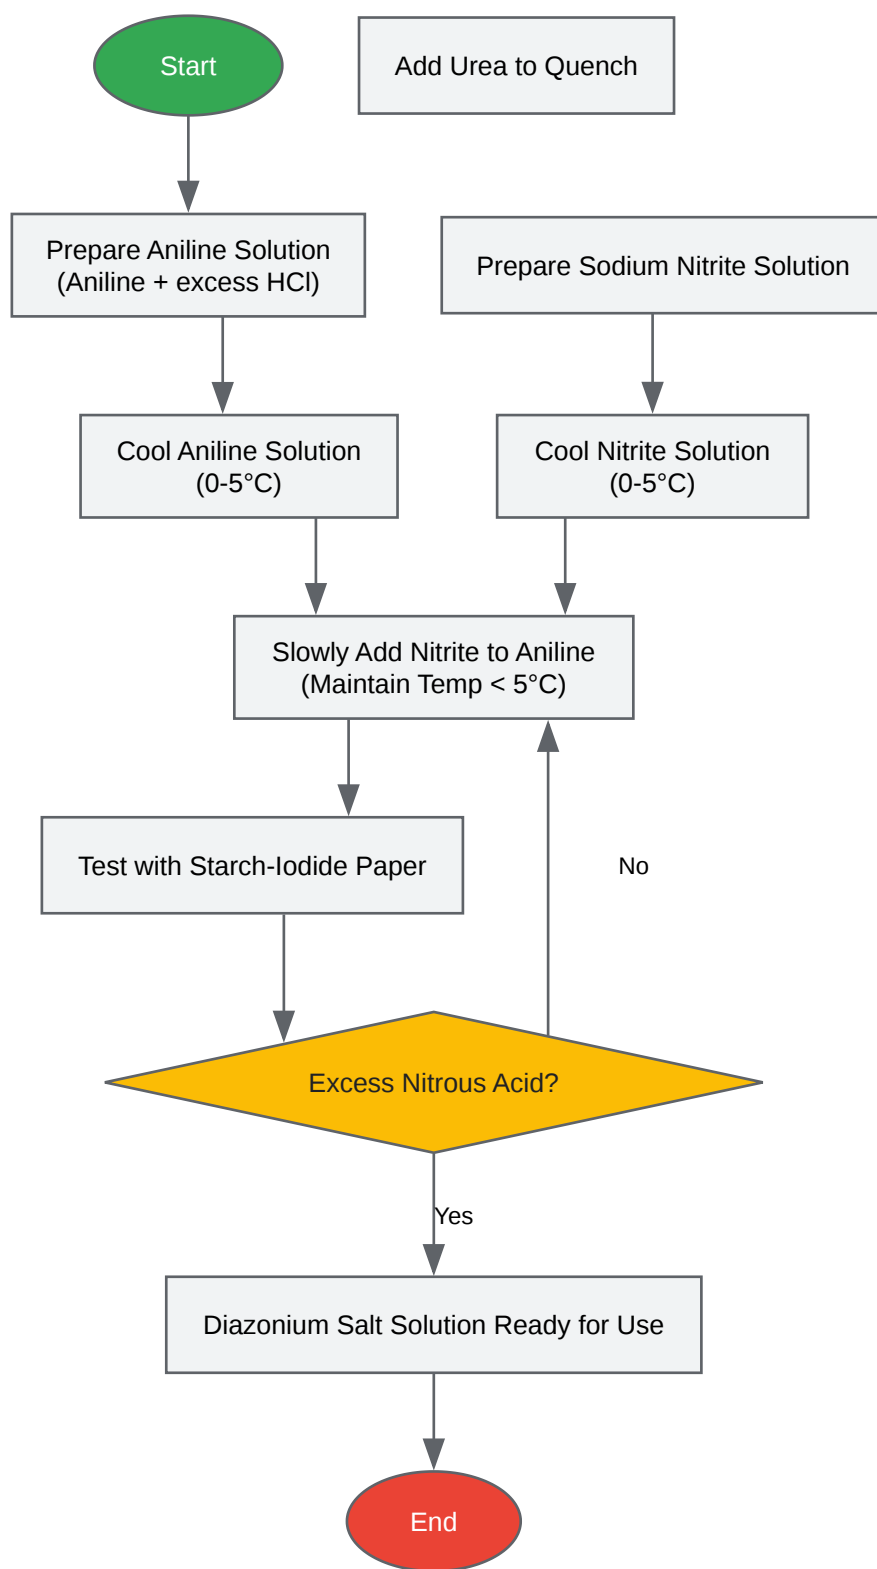 Start
Add Urea to Quench
Prepare Aniline Solution
(Aniline + excess HCl)
Prepare Sodium Nitrite Solution
Cool Aniline Solution
(0-5°C)
Cool Nitrite Solution
(0-5°C)
Slowly Add Nitrite to Aniline
(Maintain Temp < 5°C)
Test with Starch-Iodide Paper
No
Excess Nitrous Acid?
Yes
Diazonium Salt Solution Ready for Use
End